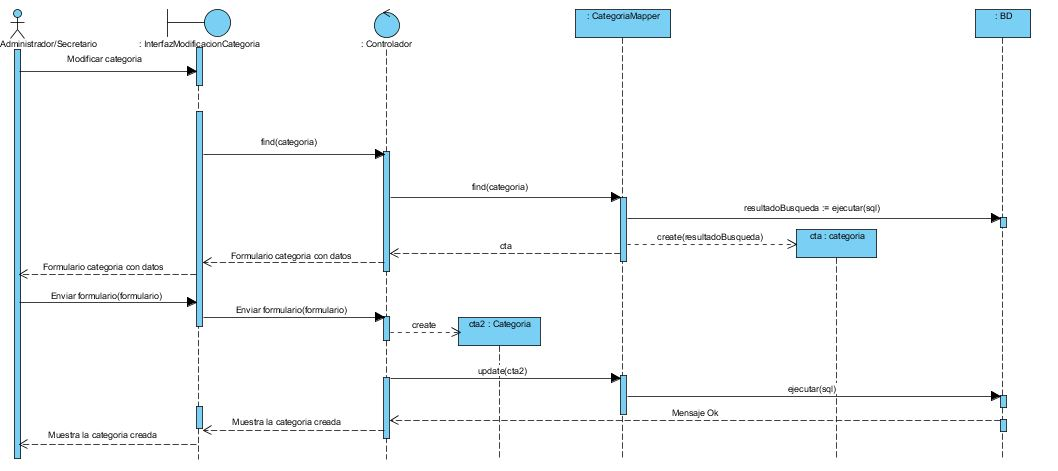 Administrador/Secretario
: InterfazModificacionCategoria
: Controlador
: CategoriaMapper
: BD
Modificar categoria
find(categoria)
find(categoria)
resultadoBusqueda := ejecutar(sql)
create(resultadoBusqueda)
cta : categoria
cta
Formulario categoria con datos
Formulario categoria con datos
Enviar formulario(formulario)
Enviar formulario(formulario)
create
cta2 : Categoria
update(cta2)
ejecutar(sql)
Mensaje Ok
Muestra la categoria creada
Muestra la categoria creada